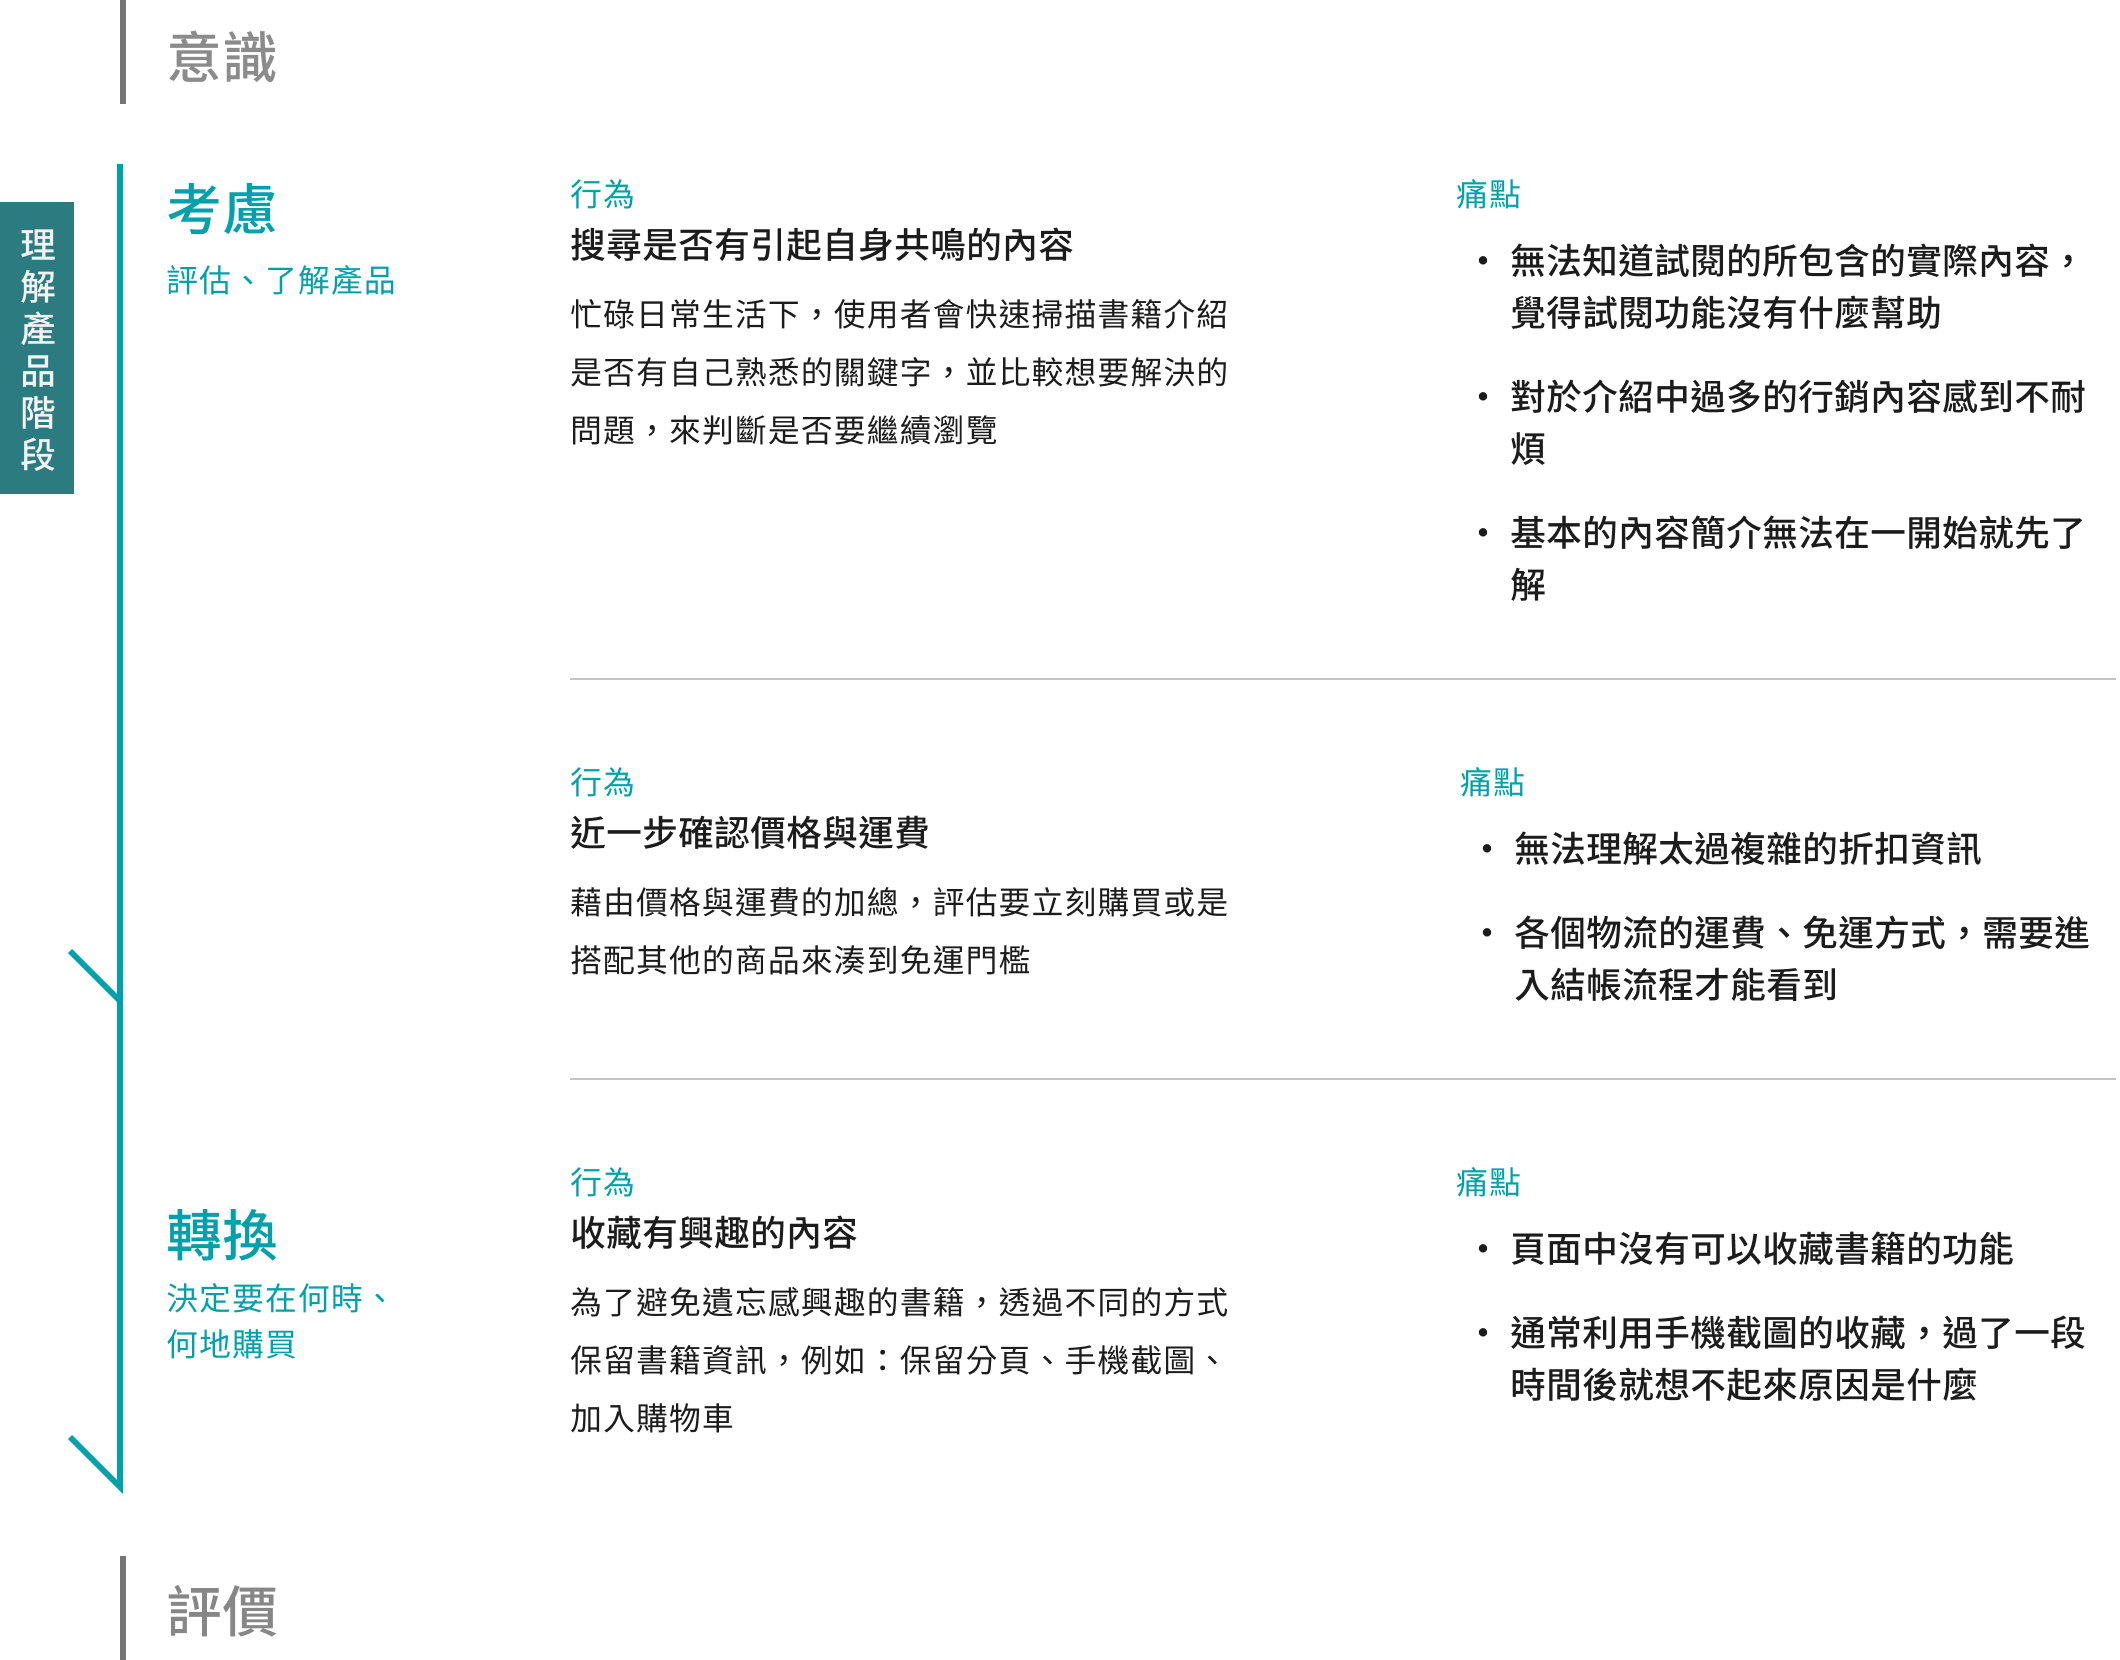 意識
理解產品階段
考慮
評估、了解產品
行為
搜尋是否有引起自身共鳴的內容
忙碌日常生活下，使用者會快速掃描書籍介紹
是否有自己熟悉的關鍵字，並比較想要解決的
問題，來判斷是否要繼續瀏覽
痛點
• 無法知道試閱的所包含的實際內容，
覺得試閱功能沒有什麼幫助
• 對於介紹中過多的行銷內容感到不耐
煩
• 基本的內容簡介無法在一開始就先了
解
行為
近一步確認價格與運費
藉由價格與運費的加總，評估要立刻購買或是
搭配其他的商品來湊到免運門檻
痛點
• 無法理解太過複雜的折扣資訊
• 各個物流的運費、免運方式，需要進
入結帳流程才能看到
轉換
決定要在何時、
何地購買
行為
收藏有興趣的內容
為了避免遺忘感興趣的書籍，透過不同的方式
保留書籍資訊，例如：保留分頁、手機截圖、
加入購物車
痛點
• 頁面中沒有可以收藏書籍的功能
• 通常利用手機截圖的收藏，過了一段
時間後就想不起來原因是什麼
評價